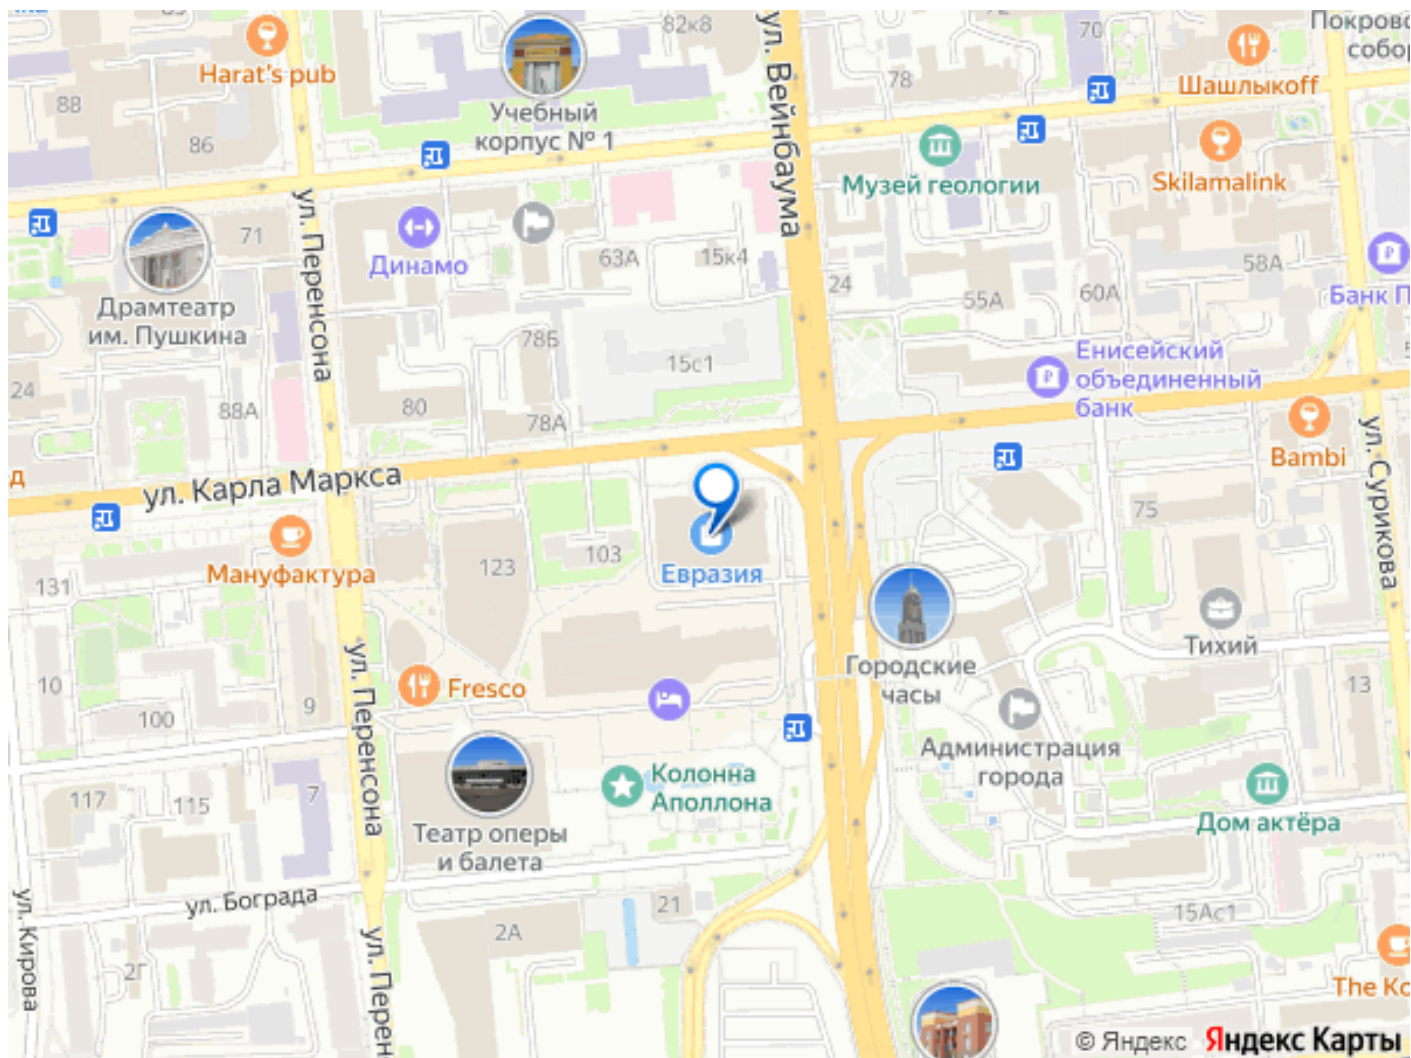 82к8
Покровс
собор
ул. Вейнбаума
70
Harat's pub
Шашлыкоff
78
88
Учебный
корпус № 1
86
Музей геологии
Skilamalink
ул. Перенсона
71
Динамо
63А
15к4
58А
24
60А
55А
Банк П
Драмтеатр
им. Пушкина
78Б
15с1
Енисейский
объединенный
банк
24
88А
80
78А
Bambi
ул. Сурикова
д
ул. Карла Маркса
75
Мануфактура
123
103
Евразия
131
Городские
часы
Тихий
ул. Перенсона
Fresco
10
100
9
13
Администрация
города
Колонна
Аполлона
117
115
7
Театр оперы
и балета
Дом актёра
ул. Кирова
ул. Бограда
21
15Ас1
2А
ул. Перен
2Г
The Ko
© Яндекс
Яндекс Карты